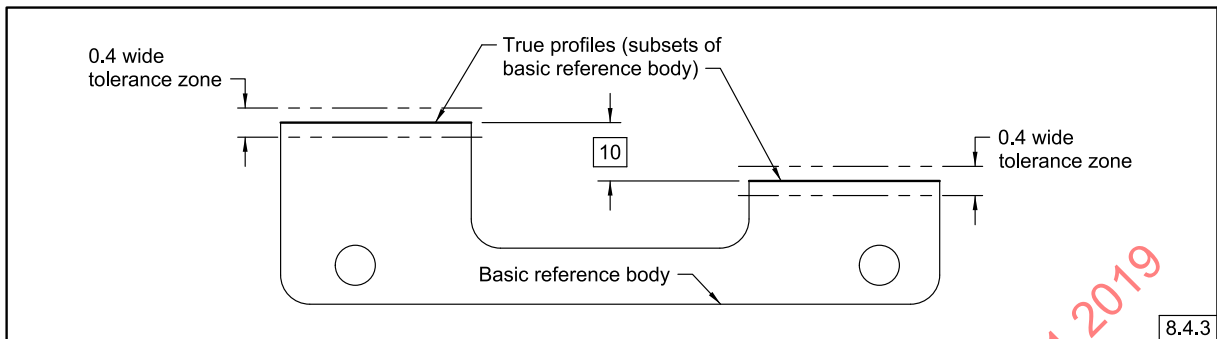 0.4 wide
tolerance zone
True profiles (subsets of
basic reference body)
10
0.4 wide
tolerance zone
Basic reference body
2019
8.4.3